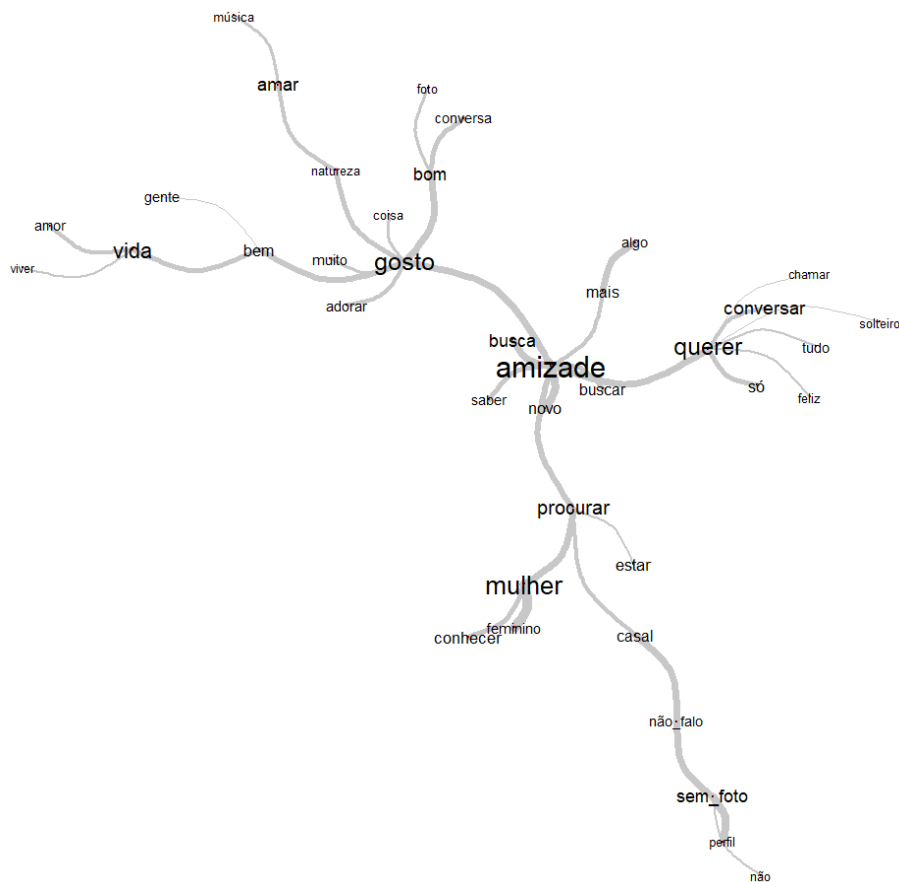 música
amar
foto
conversa
natureza
bom
gente
coisa
amor
vida
bem
muito
gosto
viver
adorar
algo
mais
chamar
conversar
solteiro
busca
querer
tudo
amizade
buscar
só
saber
novo
feliz
procurar
estar
mulher
feminino
conhecer
casal
não_falo
sem_foto
perfil
não